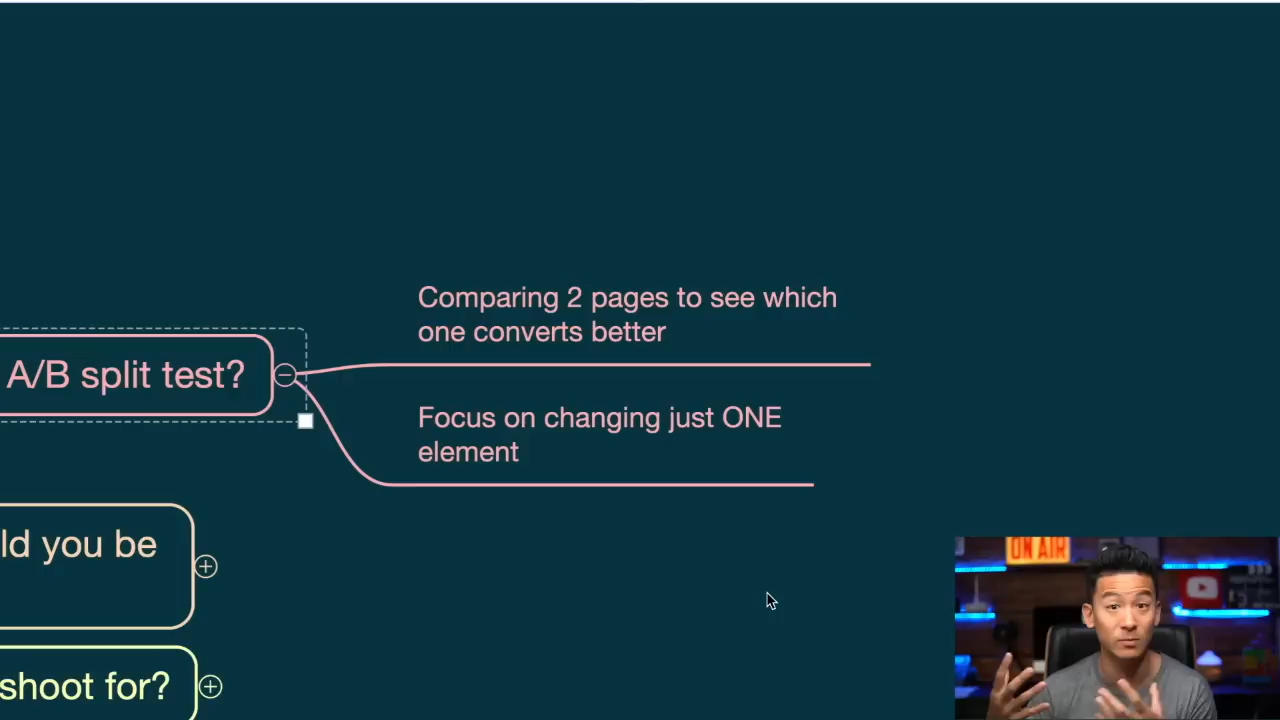 Comparing 2 pages to see which
one converts better
A/B split test?
Focus on changing just ONE
element
ld you be
shoot for?
ON AIR